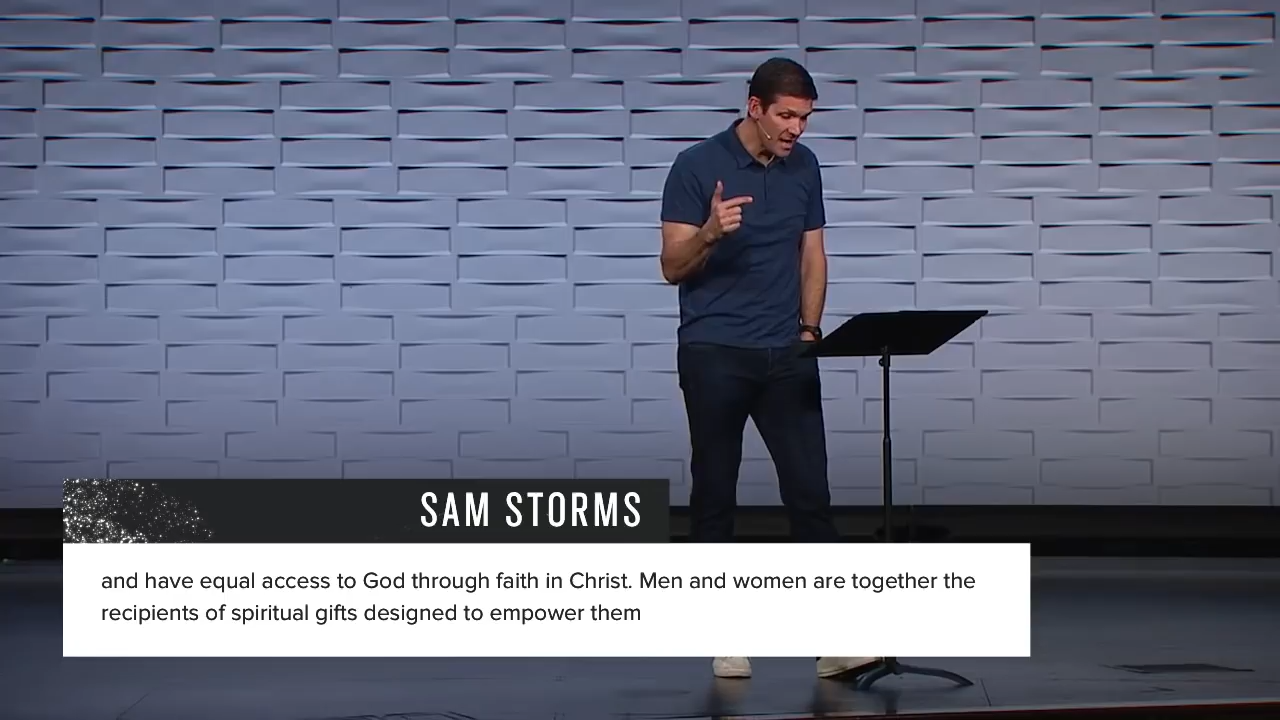 SAM STORMS
and have equal access to God through faith in Christ. Men and women are together the
recipients of spiritual gifts designed to empower them